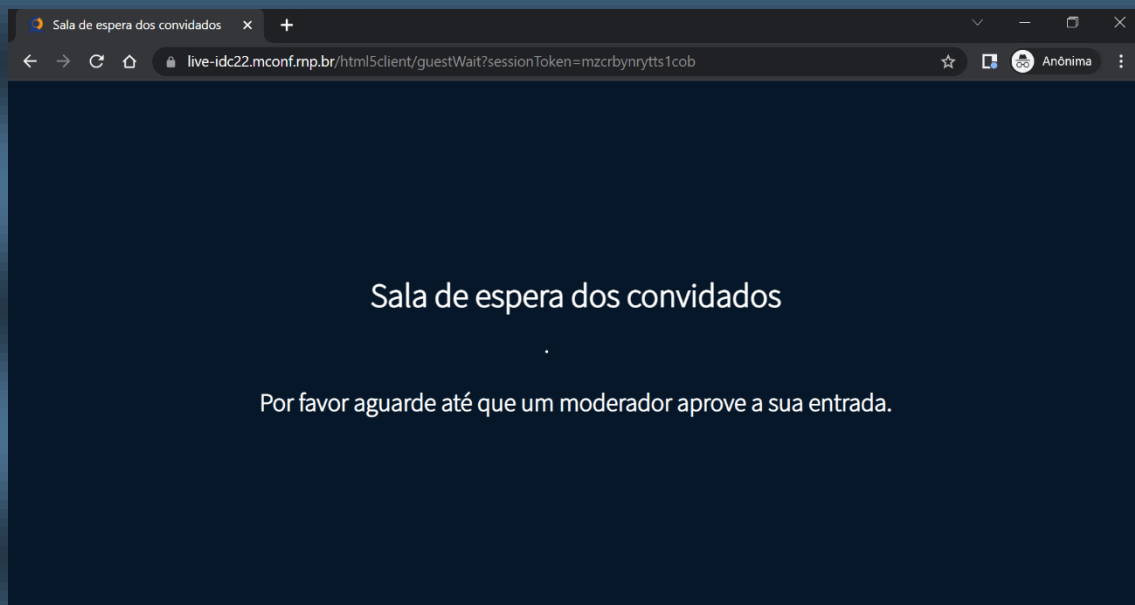 Sala de espera dos convidados
live-idc22.mconf.rnp.br/html5client/guestWait?sessionToken=mzcrbynrytts1cob
Anônima
Sala de espera dos convidados
.
Por favor aguarde até que um moderador aprove a sua entrada.